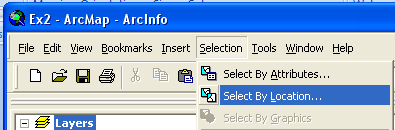 Ex2 - ArcMap - ArcInfo
File Edit View Bookmarks Insert Selection Tools Window Help
Select By Attributes...
Select By Location...
Select By Graphics
Layers